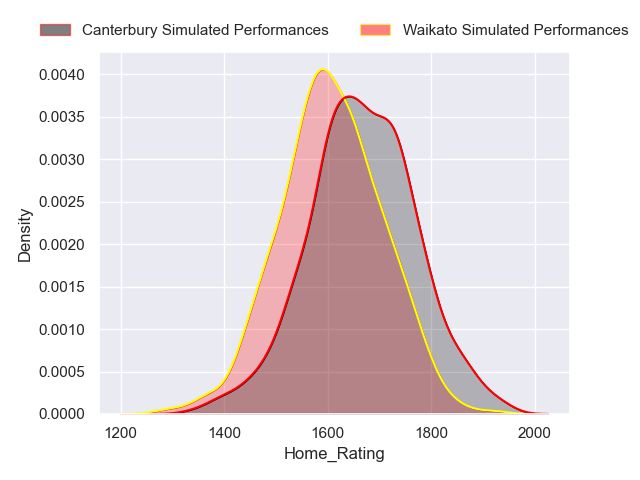 Canterbury Simulated Performances
Waikato Simulated Performances
0.0040
0.0035
0.0030
0.0025
0.0020
0.0015
0.0010
0.0005
0.0000
Density
1200 1400 1600 1800 2000
Home_Rating